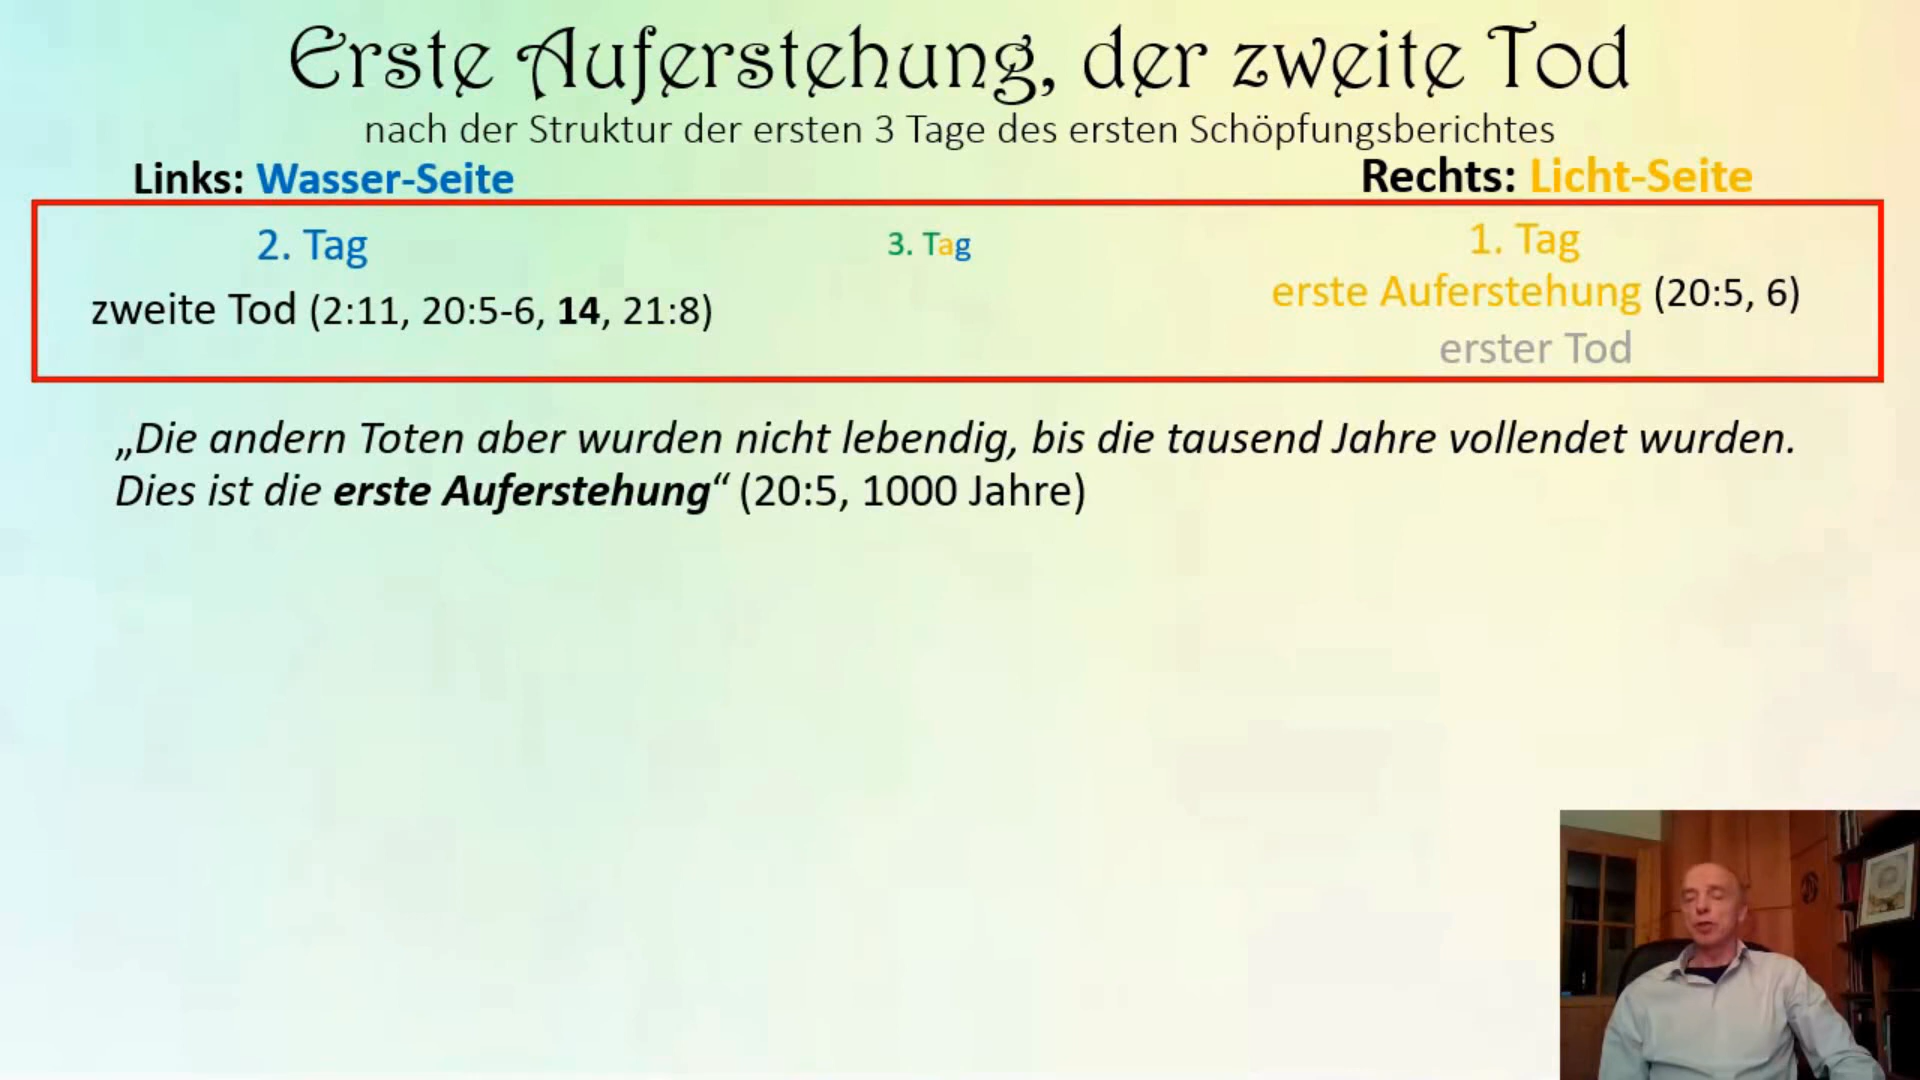 Erste Auferstehung, der zweite Tod
nach der Struktur der ersten 3 Tage des ersten Schöpfungsberichtes
Links: Wasser-Seite
Rechts: Licht-Seite
2. Tag
3. Tag
1. Tag
zweite Tod (2:11, 20:5-6, 14, 21:8)
erste Auferstehung (20:5, 6)
erster Tod
„Die andern Toten aber wurden nicht lebendig, bis die tausend Jahre vollendet wurden.
Dies ist die erste Auferstehung“ (20:5, 1000 Jahre)